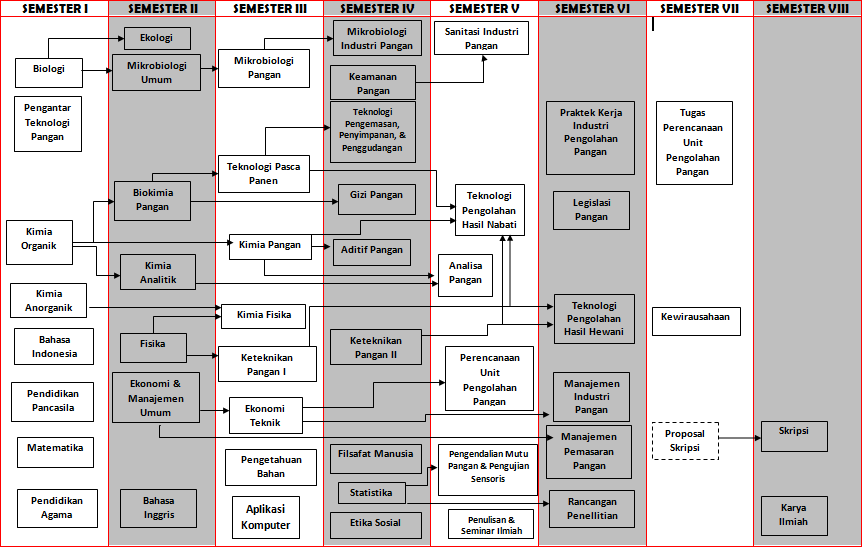 SEMESTER I
SEMESTER II
SEMESTER III
SEMESTER IV
SEMESTER V
SEMESTER VI
SEMESTER VII
SEMESTER VIII
Biologi
Pengantar
Teknologi
Pangan
Kimia
Organik
Kimia
Anorganik
Bahasa
Indonesia
Pendidikan
Pancasila
Matematika
Pendidikan
Agama
Ekologi
Mikrobiologi
Umum
Biokimia
Pangan
Kimia
Analitik
Fisika
Ekonomi &
Manajemen
Umum
Bahasa
Inggris
Mikrobiologi
Pangan
Teknologi Pasca
Panen
Kimia Pangan
Kimia Fisika
Keteknikan
Pangan I
Ekonomi
Teknik
Pengetahuan
Bahan
Aplikasi
Komputer
Mikrobiologi
Industri Pangan
Keamanan
Pangan
Teknologi
Pengemasan,
Penyimpanan, &
Penggudangan
Gizi Pangan
Aditif Pangan
Keteknikan
Pangan II
Filsafat Manusia
Statistika
Etika Sosial
Sanitasi Industri
Pangan
Teknologi
Pengolahan
Hasil Nabati
Analisa
Pangan
Perencanaan
Unit
Pengolahan
Pangan
Pengendalian Mutu
Pangan & Pengujian
Sensoris
Penulisan &
Seminar Ilmiah
Praktek Kerja
Industri
Pengolahan
Pangan
Legislasi
Pangan
Teknologi
Pengolahan
Hasil Hewani
Manajemen
Industri
Pangan
Manajemen
Pemasaran
Pangan
Rancangan
Penellitian
Tugas
Perencanaan
Unit
Pengolahan
Pangan
Kewirausahaan
Proposal
Skripsi
Skripsi
Karya
Ilmiah